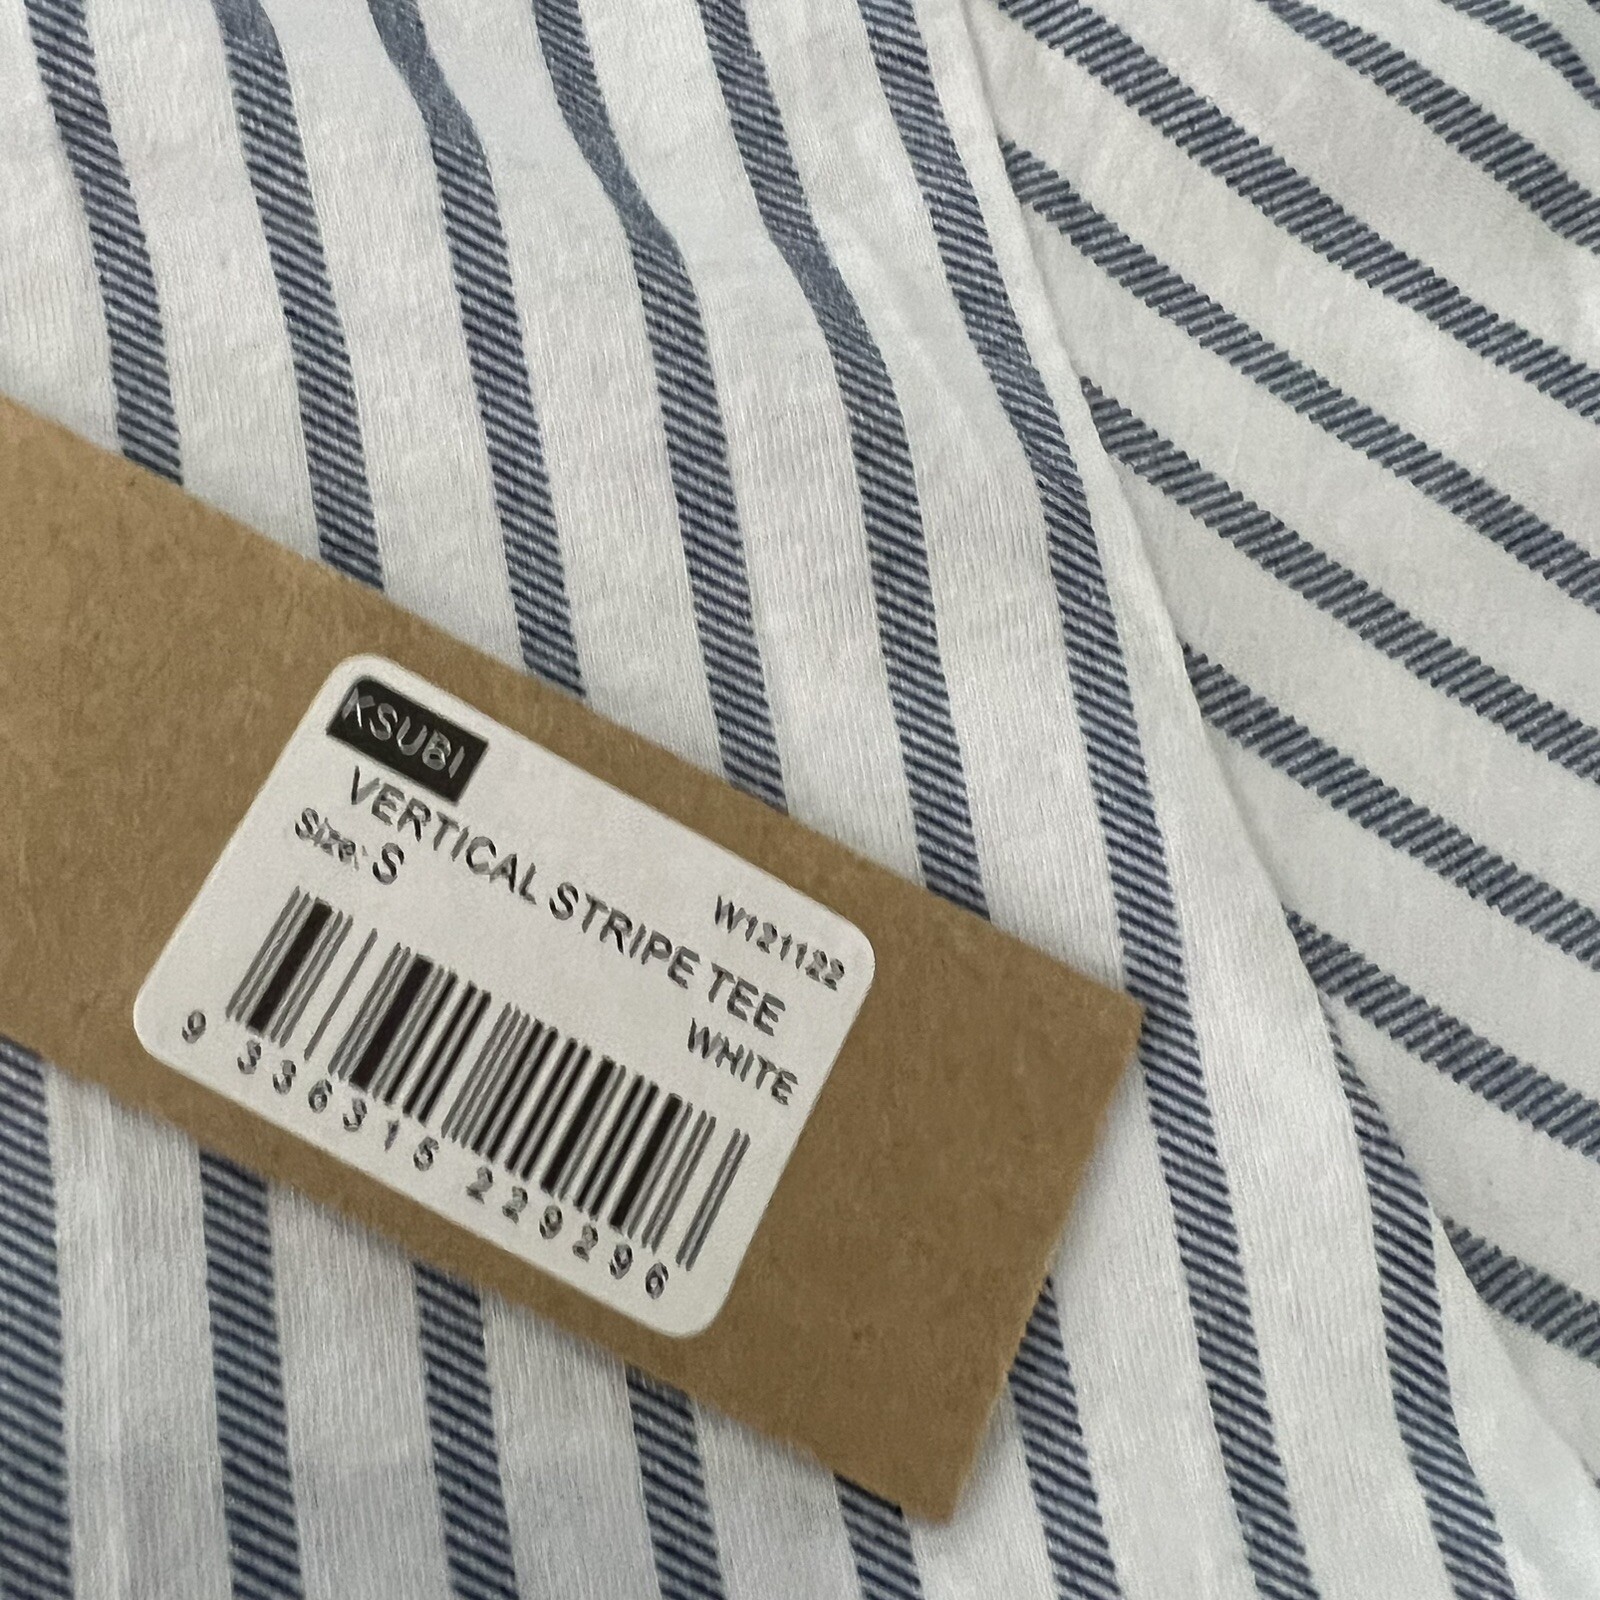 KSUBI
W121122
VERTICAL STRIPE TEE
Size: S WHITE
9 336315 229296